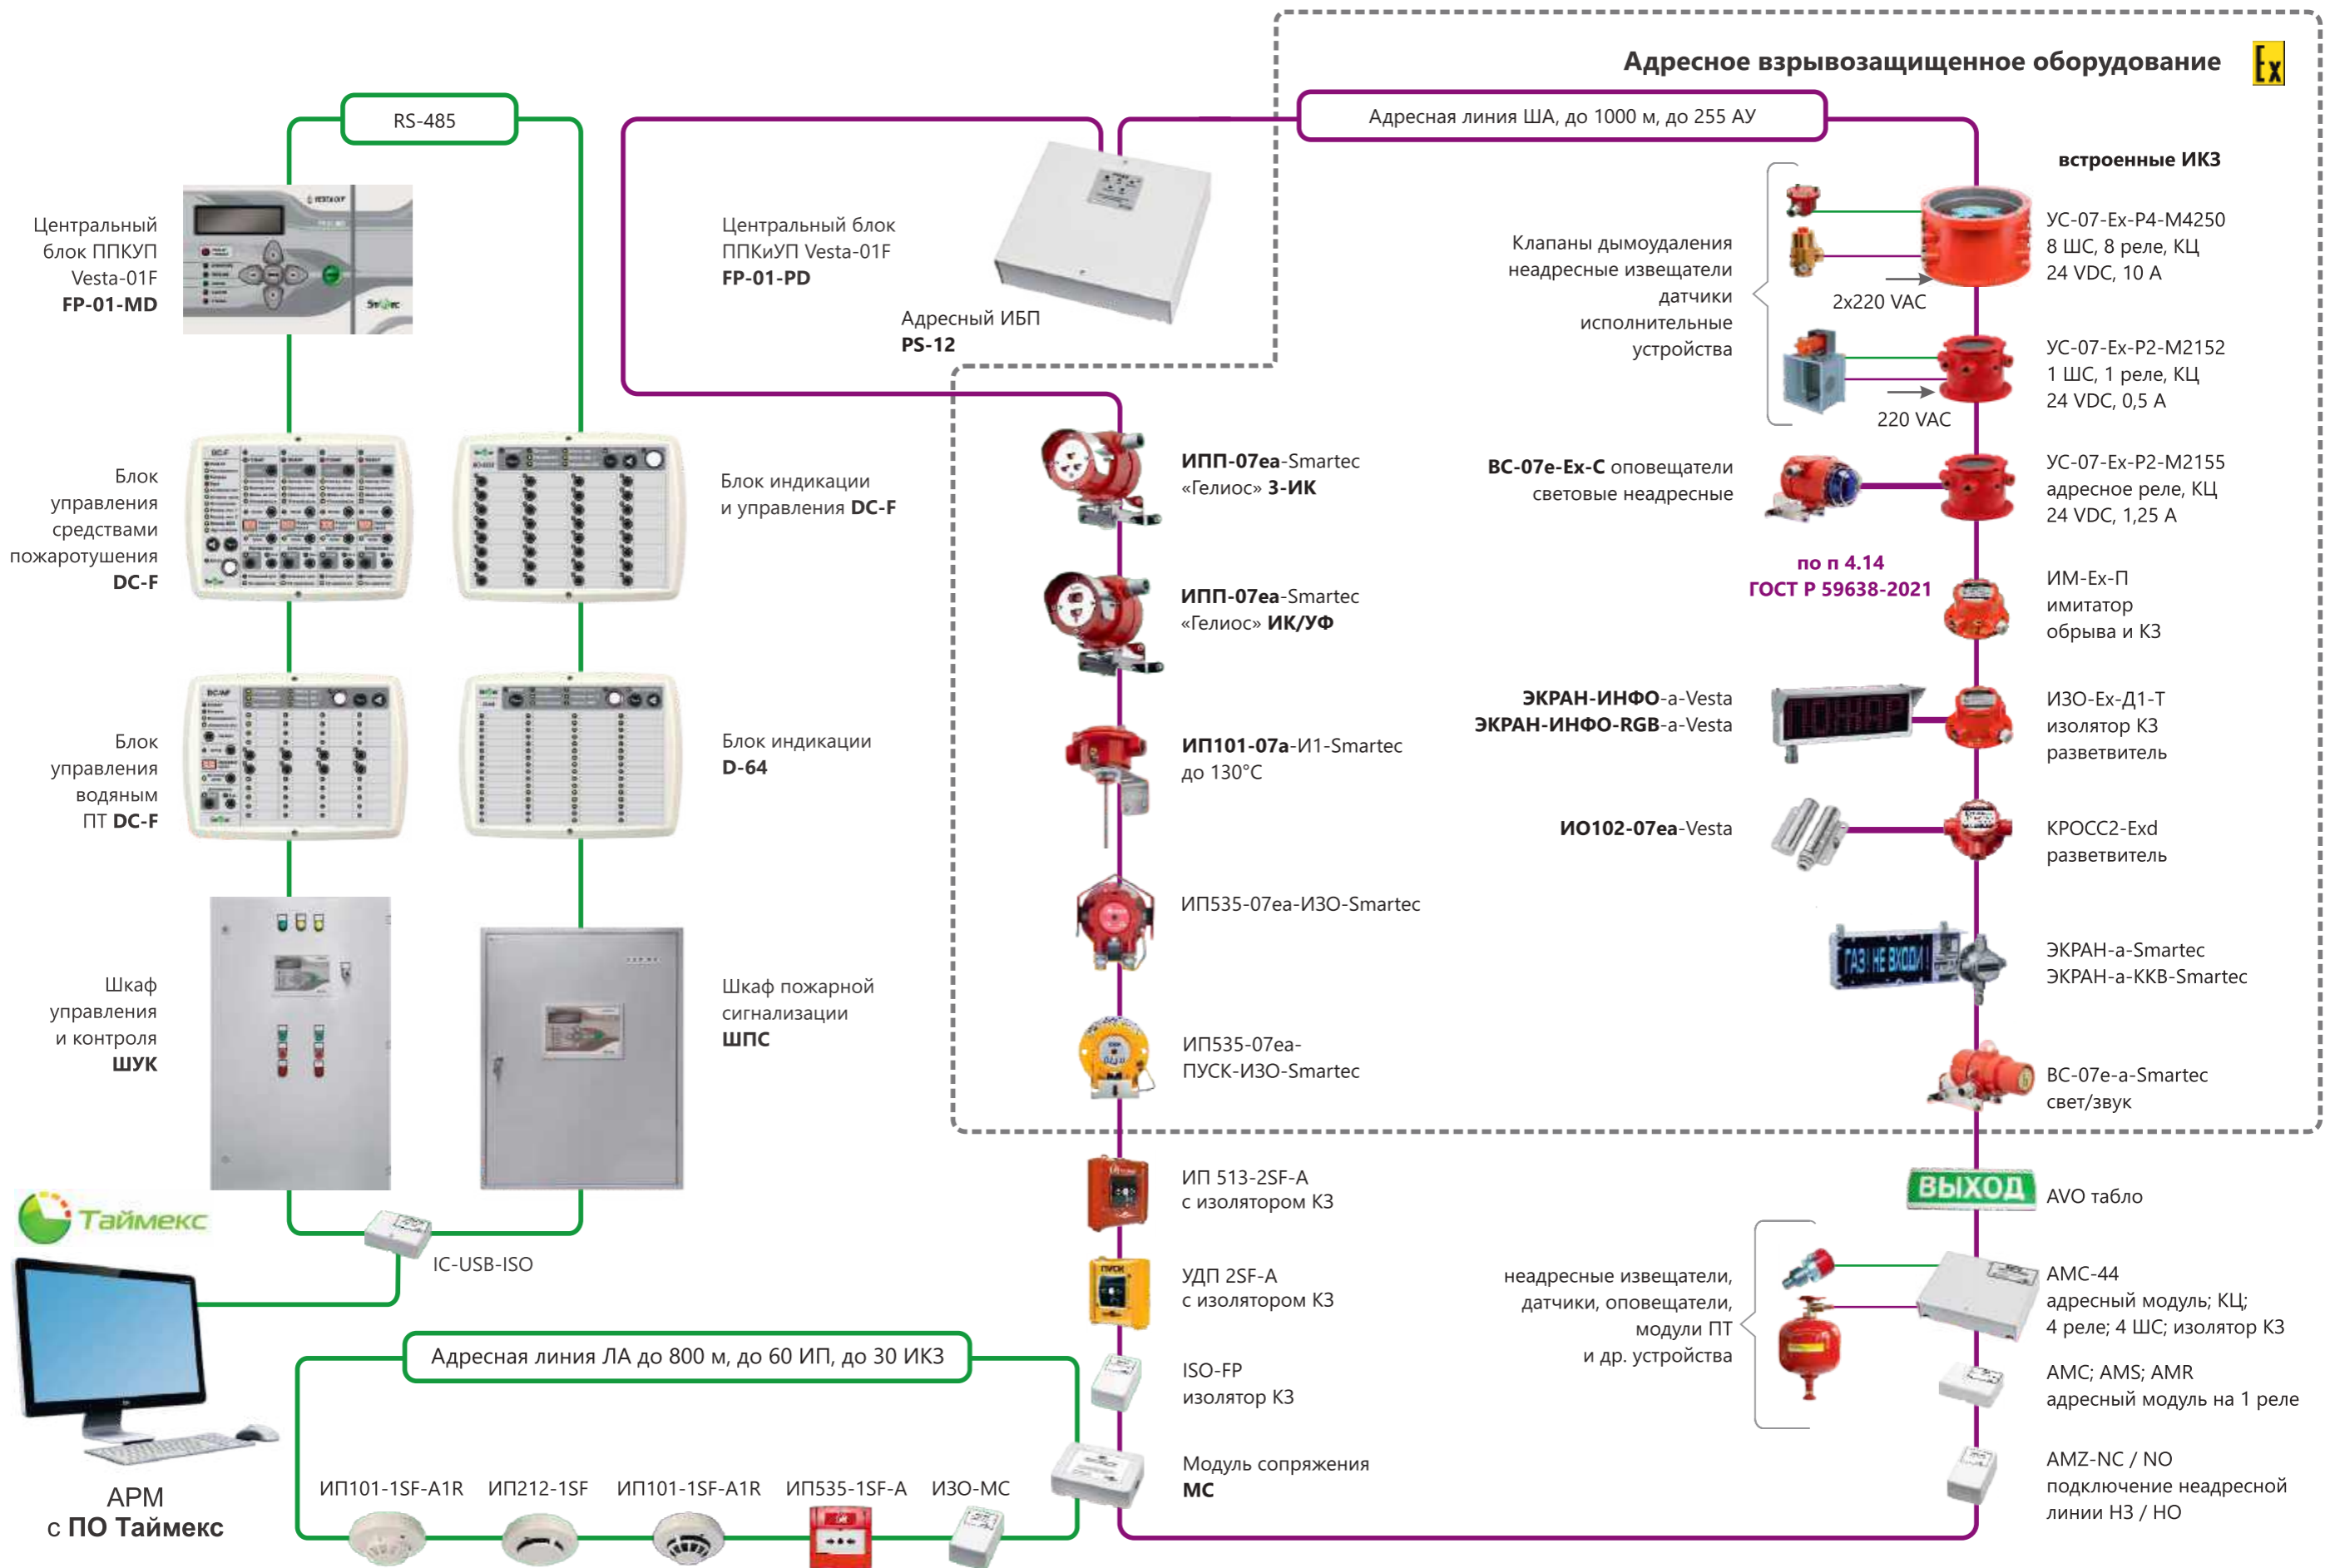 Адресное взрывозащищенное оборудование
Ex
RS-485
Адресная линия ША, до 1000 м, до 255 АУ
Центральный
блок ППКУП
Vesta-01F
FP-01-MD
Центральный блок
ППКиУП Vesta-01F
FP-01-PD
Адресный ИБП
PS-12
встроенные ИКЗ
Клапаны дымоудаления
неадресные извещатели
датчики
исполнительные
устройства
2x220 VAC
220 VAC
УС-07-Ex-P4-M4250
8 ШС, 8 реле, КЦ
24 VDC, 10 А
УС-07-Ex-P2-M2152
1 ШС, 1 реле, КЦ
24 VDC, 0,5 А
Блок
управления
средствами
пожаротушения
DC-F
Блок индикации
и управления DC-F
ИПП-07еа-Smartec
«Гелиос» 3-ИК
ВС-07е-Ex-С оповещатели
световые неадресные
УС-07-Ex-P2-M2155
адресное реле, КЦ
24 VDC, 1,25 А
по п 4.14
ГОСТ Р 59638-2021
ИПП-07еа-Smartec
«Гелиос» ИК/УФ
ИМ-Ex-П
имитатор
обрыва и КЗ
Блок
управления
водяным
ПТ DC-F
Блок индикации
D-64
ИП101-07а-И1-Smartec
до 130°С
ЭКРАН-ИНФО-а-Vesta
ЭКРАН-ИНФО-RGB-а-Vesta
ПОЖАР
ИЗО-Ex-Д1-Т
изолятор КЗ
разветвитель
ИО102-07еа-Vesta
КРОСС2-Exd
разветвитель
ИП535-07еа-ИЗО-Smartec
ГАЗ! НЕ ВХОДИ!
ЭКРАН-а-Smartec
ЭКРАН-а-ККВ-Smartec
Шкаф
управления
и контроля
ШУК
Шкаф пожарной
сигнализации
ШПС
ИП535-07еа-
ПУСК-ИЗО-Smartec
ВС-07е-а-Smartec
свет/звук
ИП 513-2SF-A
с изолятором КЗ
ВЫХОД
AVO табло
Таймекс
IC-USB-ISO
ПУСК
УДП 2SF-A
с изолятором КЗ
неадресные извещатели,
датчики, оповещатели,
модули ПТ
и др. устройства
АМС-44
адресный модуль; КЦ;
4 реле; 4 ШС; изолятор КЗ
Адресная линия ЛА до 800 м, до 60 ИП, до 30 ИКЗ
ISO-FP
изолятор КЗ
АМС; AMS; AMR
адресный модуль на 1 реле
Модуль сопряжения
МС
AMZ-NC / NO
подключение неадресной
линии НЗ / НО
АРМ
с ПО Таймекс
ИП101-1SF-A1R
ИП212-1SF
ИП101-1SF-A1R
ИП535-1SF-A
ИЗО-МС